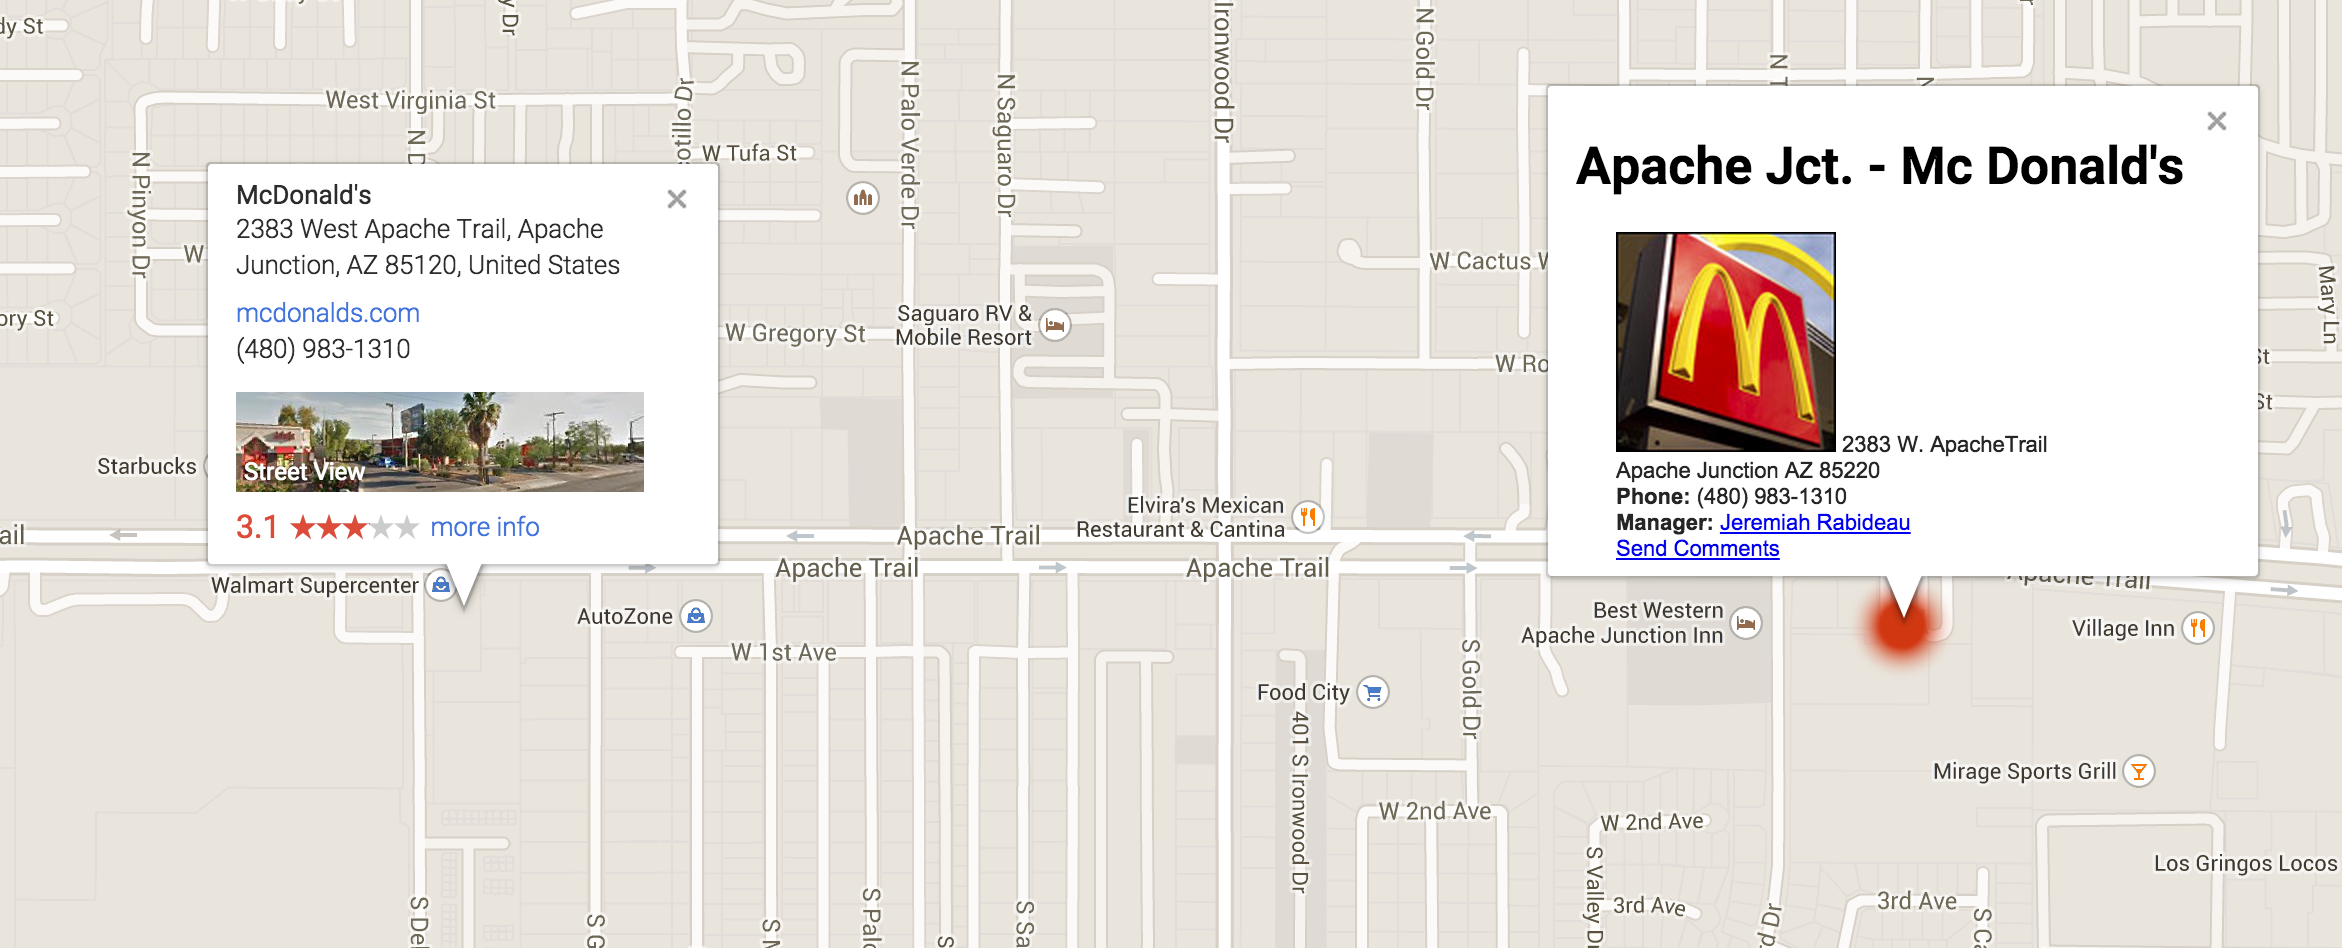 West Virginia St
N Pinyon Dr
W Tufa St
N Palo Verde Dr
N Saguaro Dr
Ironwood Dr
N Gold Dr
McDonald's
2383 West Apache Trail, Apache
Junction, AZ 85120, United States
mcdonalds.com
(480) 983-1310
Street View
3.1 more info
Apache Jct. - Mc Donald's
2383 W. ApacheTrail
Apache Junction AZ 85220
Phone: (480) 983-1310
Manager: Jeremiah Rabideau
Send Comments
W Gregory St
Saguaro RV &
Mobile Resort
W Cactus
Mary Ln
Starbucks
Elvira's Mexican
Restaurant & Cantina
Apache Trail
Apache Trail
Apache Trail
Apache Trail
Walmart Supercenter
AutoZone
W 1st Ave
Best Western
Apache Junction Inn
Village Inn
Food City
S Gold Dr
401 S Ironwood Dr
Mirage Sports Grill
W 2nd Ave
W 2nd Ave
S Valley Dr
Los Gringos Locos
3rd Ave
3rd Ave